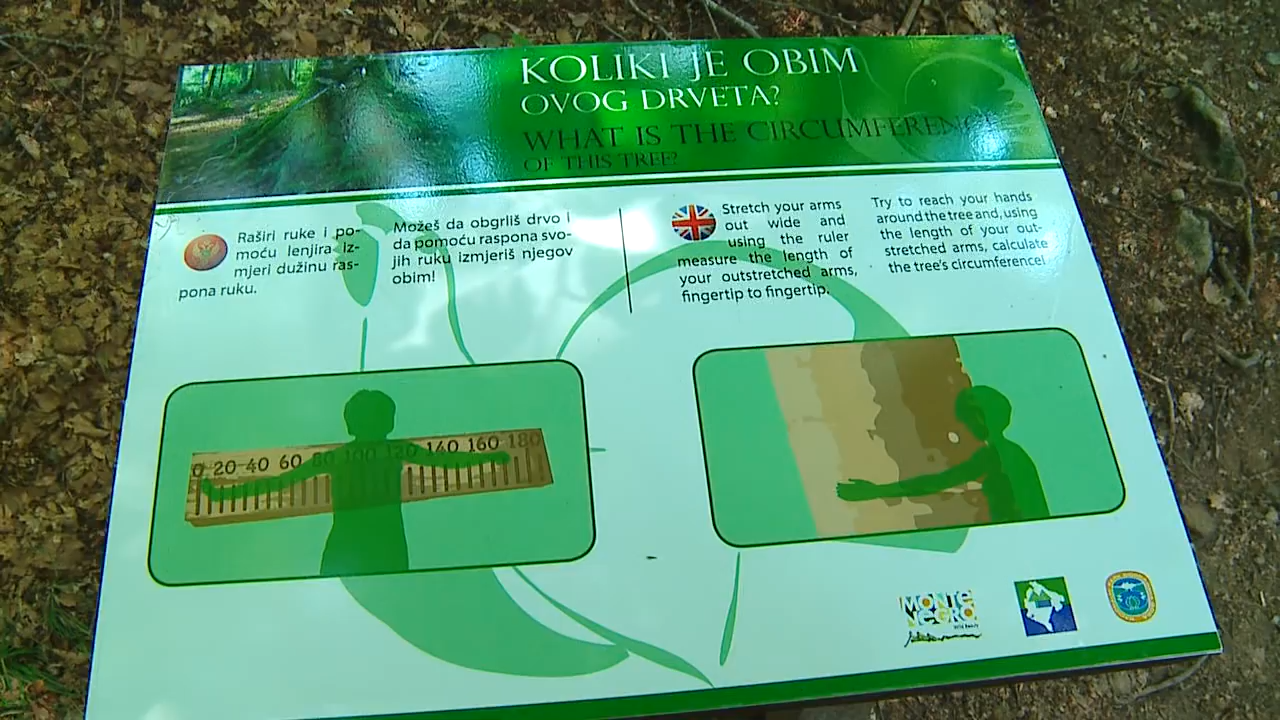 KOLIKI JE OBIM
OVOG DRVETA?
WHAT IS THE CIRCUMFERENCE
OF THIS TREE?
Raširi ruke i po-
moću lenjira iz-
mjeri dužinu ras-
pona ruku.
Možeš da obgrliš drvo i
da pomoću raspona svo-
jih ruku izmjeriš njegov
obim!
Stretch your arms
out wide and
using the ruler
measure the length of
your outstretched arms,
fingertip to fingertip.
Try to reach your hands
around the tree and, using
the length of your out-
stretched arms, calculate
the tree's circumference!
0 20 40 60 80 100 120 140 160 180
MONTE
NEGRO